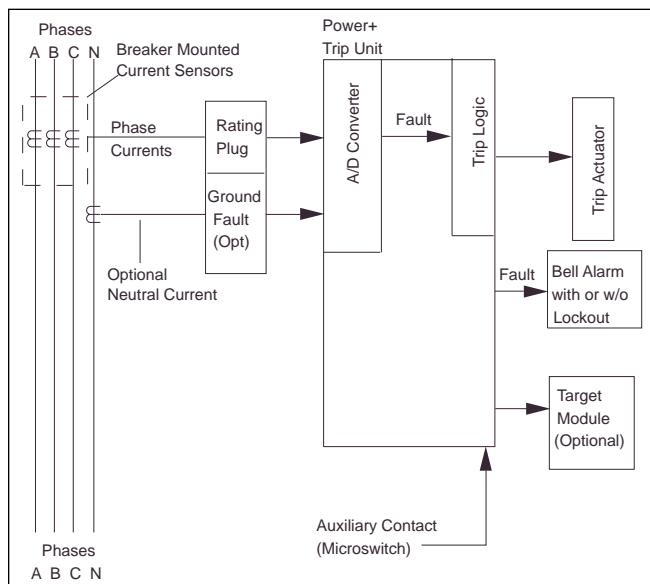 Phases
A B C N
Breaker Mounted
Current Sensors
Power+
Trip Unit
Phase
Currents
Rating
Plug
A/D Converter
Fault
Trip Logic
Trip Actuator
Ground
Fault
(Opt)
Optional
Neutral Current
Fault
Bell Alarm
with or w/o
Lockout
Target
Module
(Optional)
Auxiliary Contact
(Microswitch)
Phases
A B C N